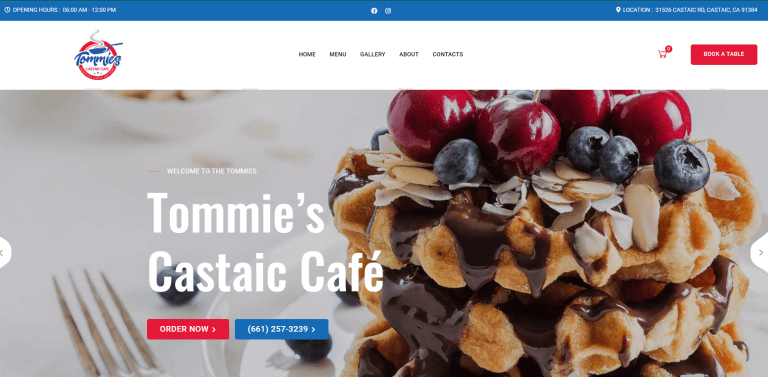 OPENING HOURS : 06:00 AM - 12:00 PM
LOCATION : 31526 CASTAIC RD, CASTAIC, CA 91384
Tommie's
CASTAIC CAFE
HOME MENU GALLERY ABOUT CONTACTS
0
BOOK A TABLE
WELCOME TO THE TOMMIES
Tommie’s
Castaic Café
ORDER NOW
(661) 257-3239